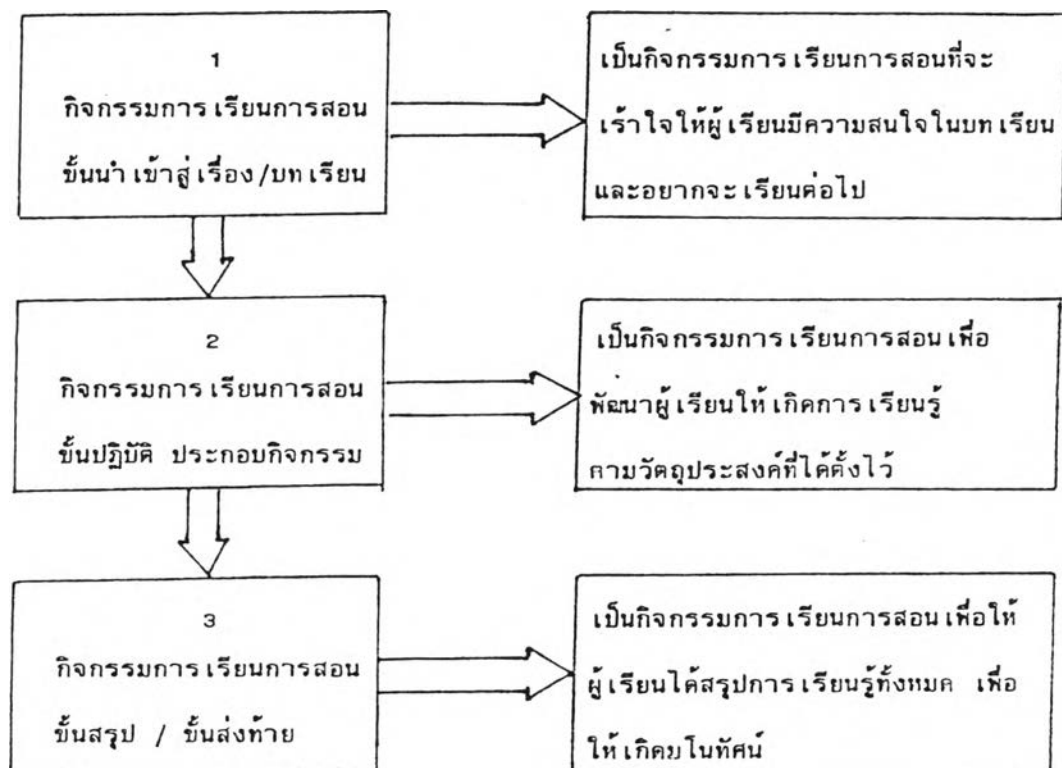 1
กิจกรรมการเรียนการสอน
ขั้นนำเข้าสู่เรื่อง/บทเรียน
เป็นกิจกรรมการเรียนการสอนที่จะ
เร้าใจให้ผู้เรียนมีความสนใจในบทเรียน
และอยากจะเรียนต่อไป
2
กิจกรรมการเรียนการสอน
ขั้นปฏิบัติ ประกอบกิจกรรม
เป็นกิจกรรมการเรียนการสอนเพื่อ
พัฒนาผู้เรียนให้เกิดการเรียนรู้
ตามวัตถุประสงค์ที่ได้ตั้งไว้
3
กิจกรรมการเรียนการสอน
ขั้นสรุป / ขั้นส่งท้าย
เป็นกิจกรรมการเรียนการสอนเพื่อให้
ผู้เรียนได้สรุปการเรียนรู้ทั้งหมด เพื่อ
ให้เกิดมโนทัศน์